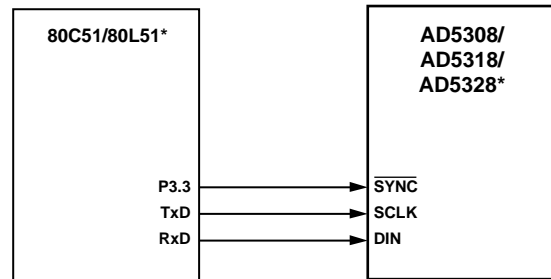 80C51/80L51*
AD5308/
AD5318/
AD5328*
P3.3
SYNC
TxD
SCLK
RxD
DIN